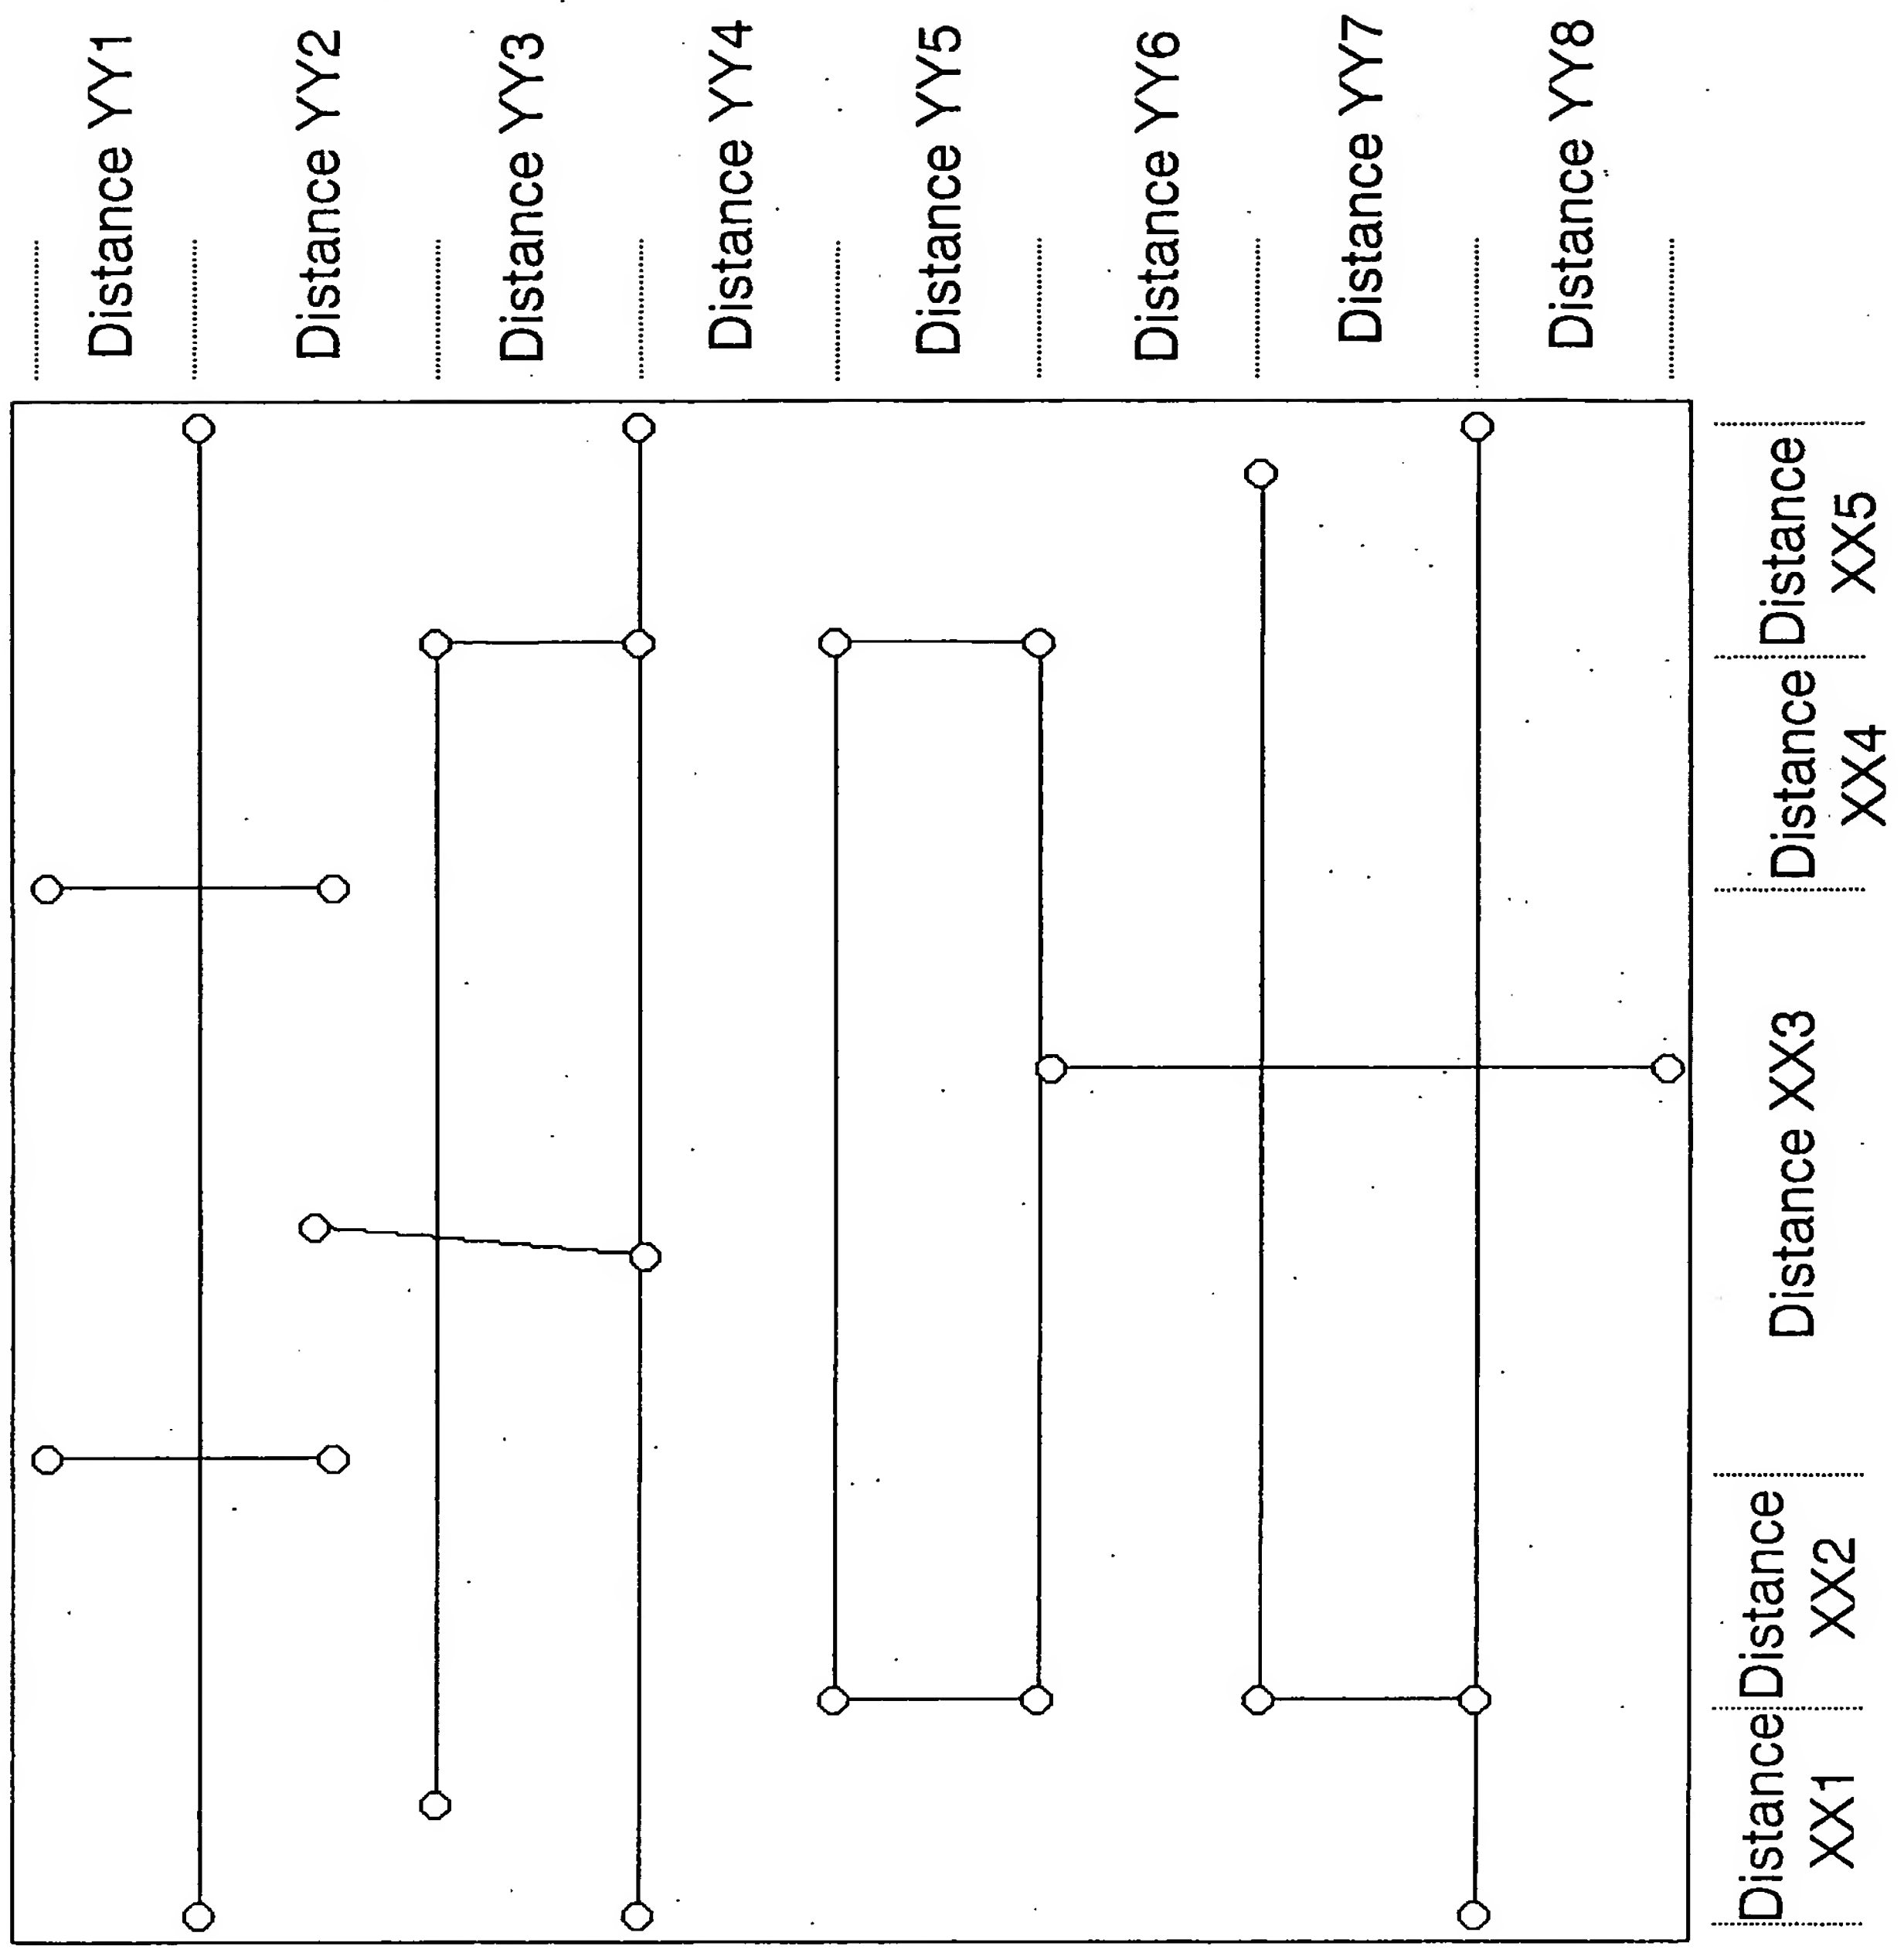 Distance YY1
Distance YY2
Distance YY3
Distance YY4
Distance YY5
Distance YY6
Distance YY7
Distance YY8
Distance
XX1
Distance
XX2
Distance XX3
Distance
XX4
Distance
XX5